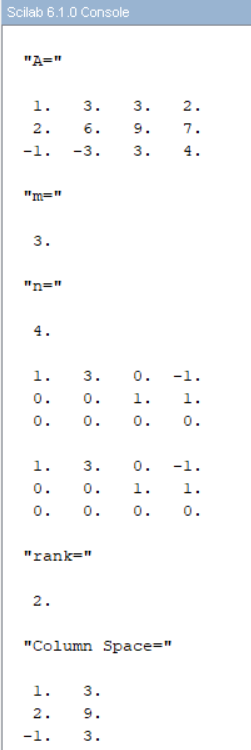 Scilab 6.1.0 Console
"A="
1. 3. 3. 2.
2. 6. 9. 7.
-1. -3. 3. 4.
"m="
3.
"n="
4.
1. 3. 0. -1.
0. 0. 1. 1.
0. 0. 0. 0.
1. 3. 0. -1.
0. 0. 1. 1.
0. 0. 0. 0.
"rank="
2.
"Column Space="
1. 3.
2. 9.
-1. 3.